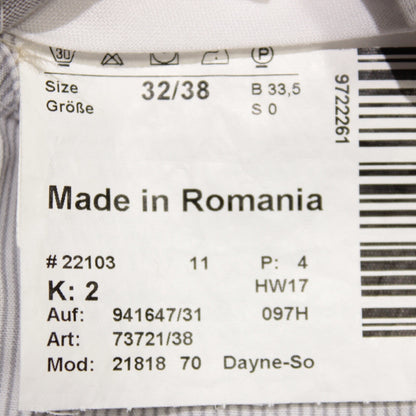 30 P
Size 32/38 B 33,5
Größe S 0
9722261
Made in Romania
# 22103 11 P: 4
K: 2 HW17
Auf: 941647/31 097H
Art: 73721/38
Mod: 21818 70 Dayne-So